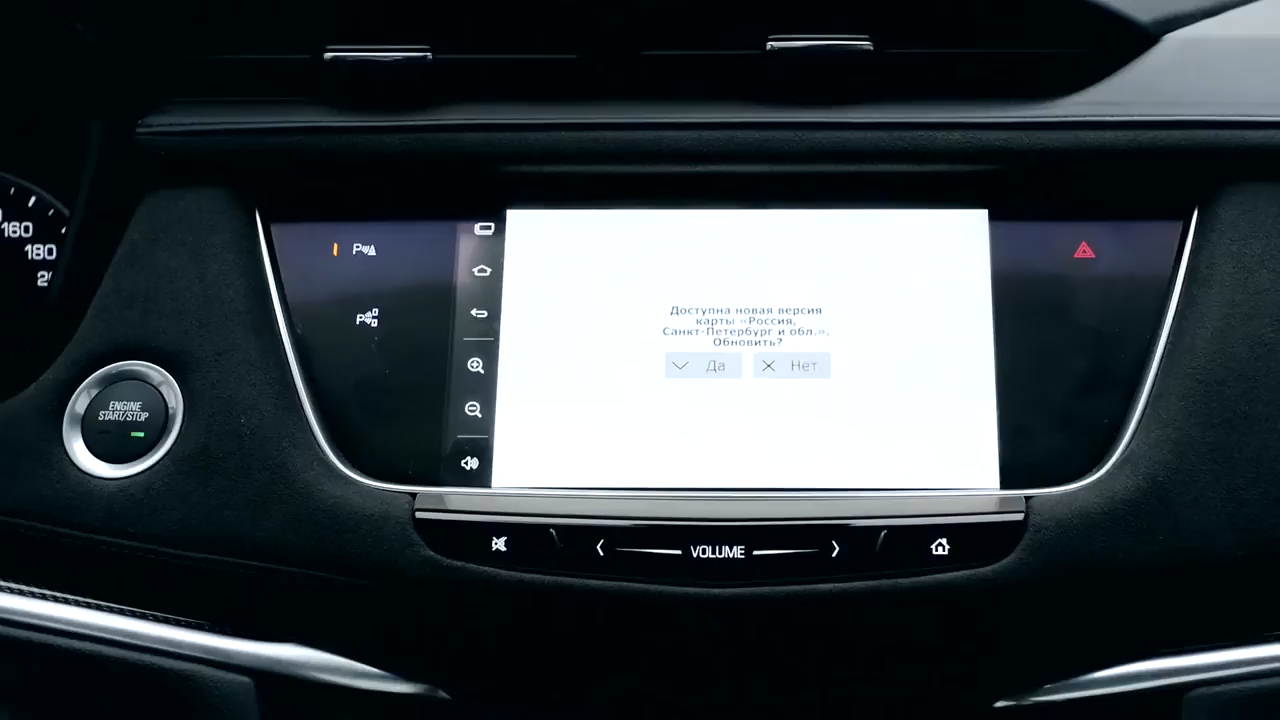 160
180
ENGINE
START/STOP
Доступна новая версия
карты «Россия,
Санкт-Петербург и обл.».
Обновить?
Да Нет
VOLUME